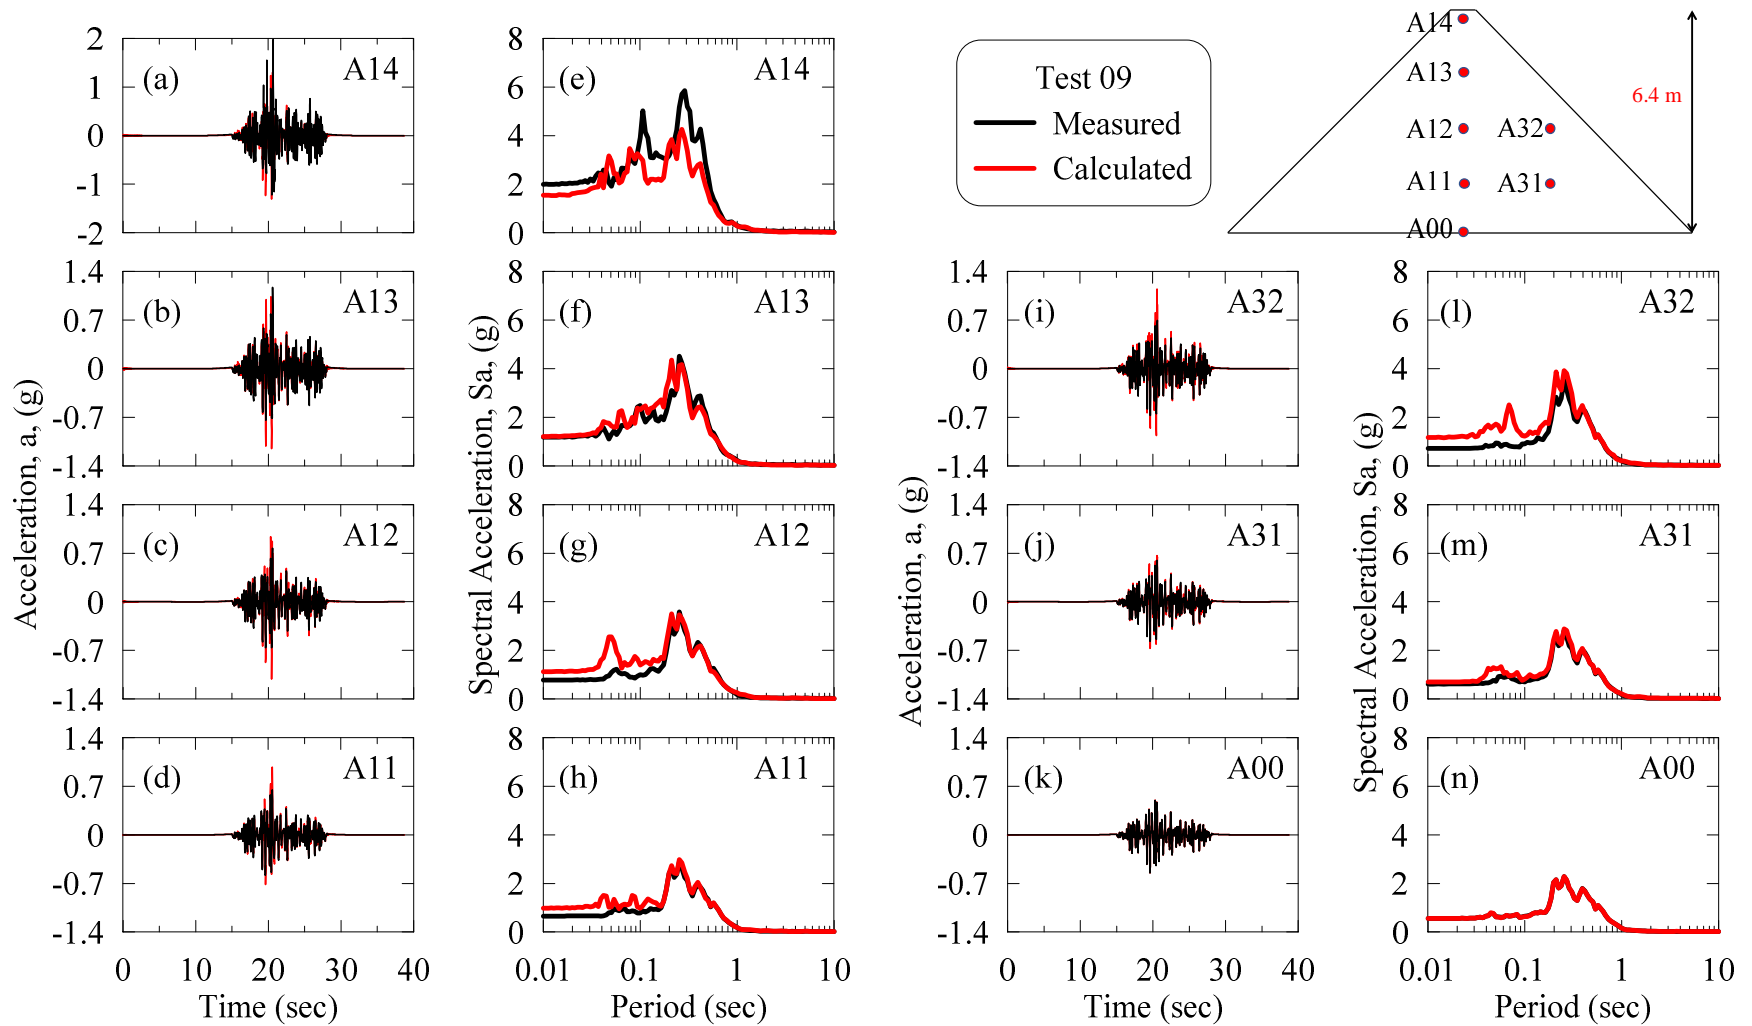 (a) A14
2
1
0
-1
-2
(e) A14
8
6
4
2
0
Test 09
Measured
Calculated
A14
A13
A12 A32
A11 A31
A00
6.4 m
(b) A13
1.4
0.7
0
-0.7
-1.4
(f) A13
8
6
4
2
0
(i) A32
1.4
0.7
0
-0.7
-1.4
(l) A32
8
6
4
2
0
(c) A12
1.4
0.7
0
-0.7
-1.4
(g) A12
8
6
4
2
0
(j) A31
1.4
0.7
0
-0.7
-1.4
(m) A31
8
6
4
2
0
(d) A11
1.4
0.7
0
-0.7
-1.4
(h) A11
8
6
4
2
0
(k) A00
1.4
0.7
0
-0.7
-1.4
(n) A00
8
6
4
2
0
Acceleration, a, (g)
Spectral Acceleration, Sa, (g)
Acceleration, a, (g)
Spectral Acceleration, Sa, (g)
0 10 20 30 40
0.01 0.1 1 10
0 10 20 30 40
0.01 0.1 1 10
Time (sec)
Period (sec)
Time (sec)
Period (sec)